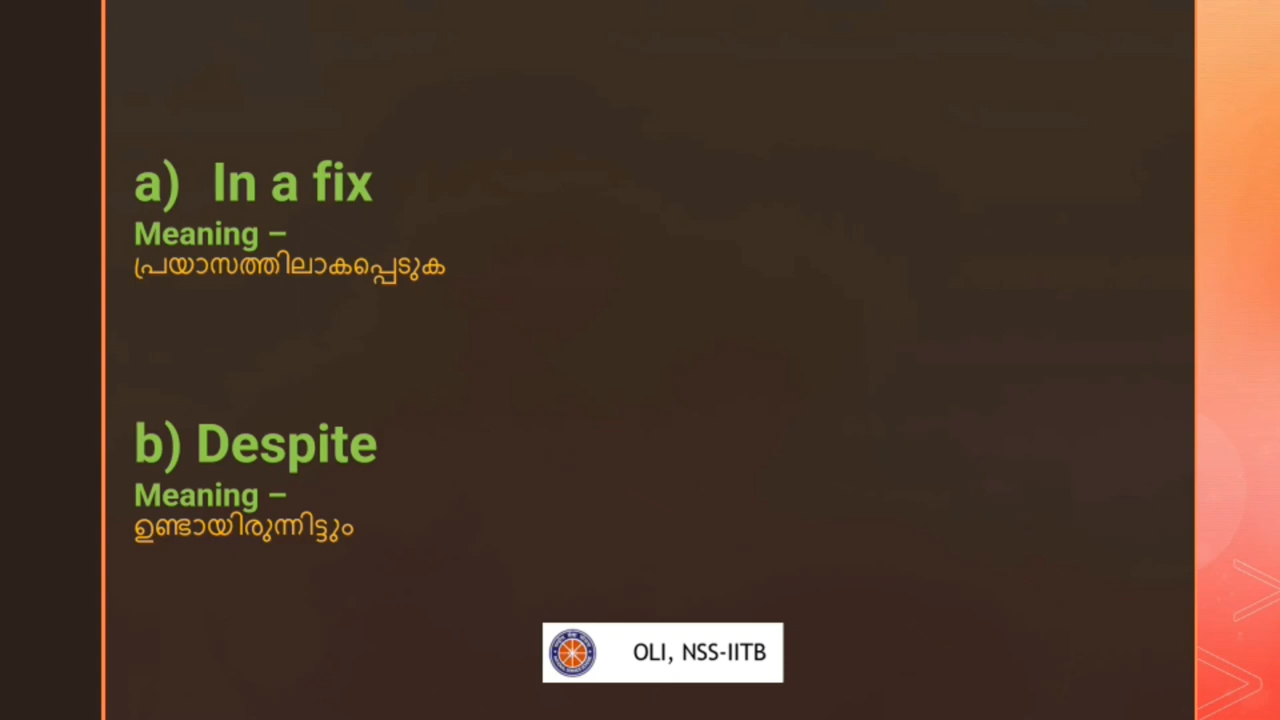 a) In a fix
Meaning –
പ്രയാസത്തിലാകപ്പെടുക
b) Despite
Meaning –
ഉണ്ടായിരുന്നിട്ടും
OLI, NSS-IITB